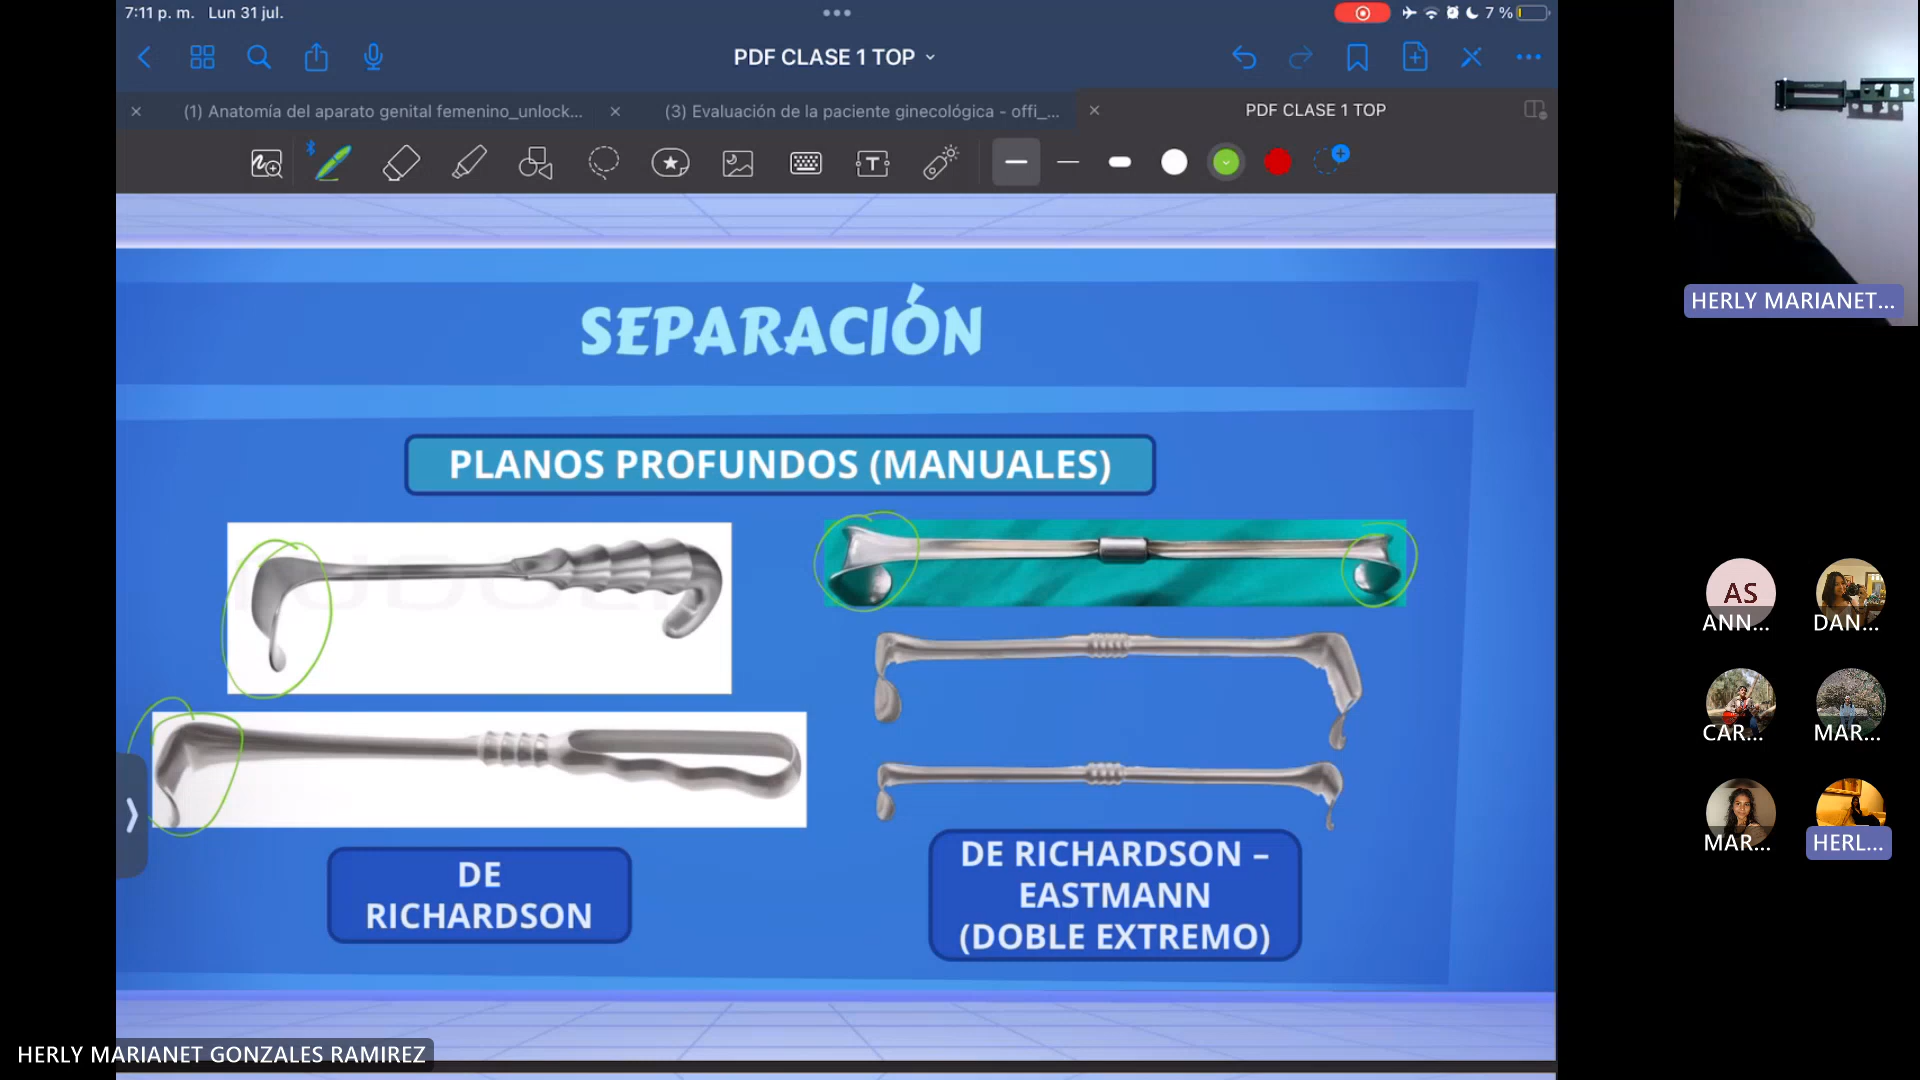 7:11 p. m. Lun 31 jul.
7 %
PDF CLASE 1 TOP
(1) Anatomía del aparato genital femenino_unlock...
(3) Evaluación de la paciente ginecológica - offi_...
PDF CLASE 1 TOP
SEPARACIÓN
PLANOS PROFUNDOS (MANUALES)
DE
RICHARDSON
DE RICHARDSON –
EASTMANN
(DOBLE EXTREMO)
HERLY MARIANET GONZALES RAMIREZ
HERLY MARIANET...
AS
ANN...
DAN...
CAR...
MAR...
MAR...
HERL...